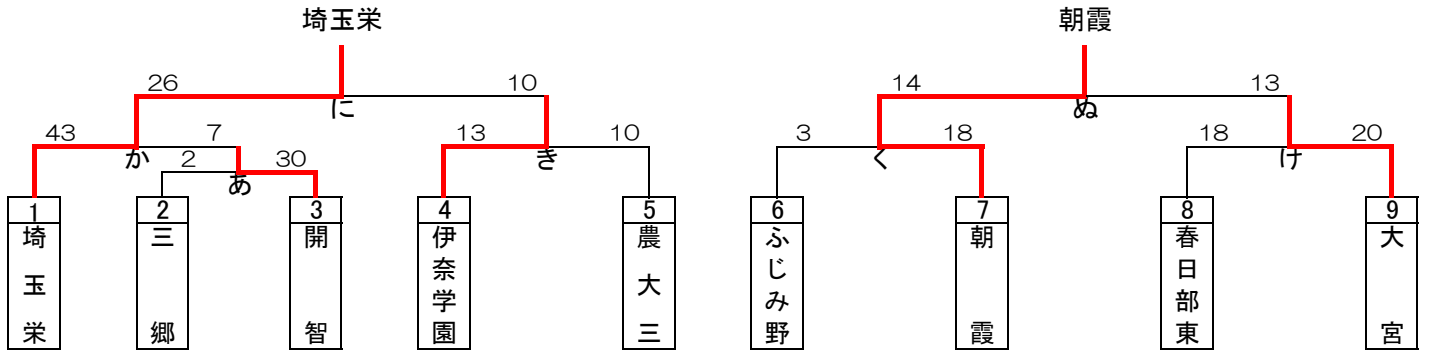 埼玉栄 朝霞
26 10 14 13
に ぬ
43 7 13 10 3 18 18 20
か き く け
2 30
あ
1 2 3 4 5 6 7 8 9
埼玉栄
三郷
開智
伊奈学園
農大三
ふじみ野
朝霞
春日部東
大宮